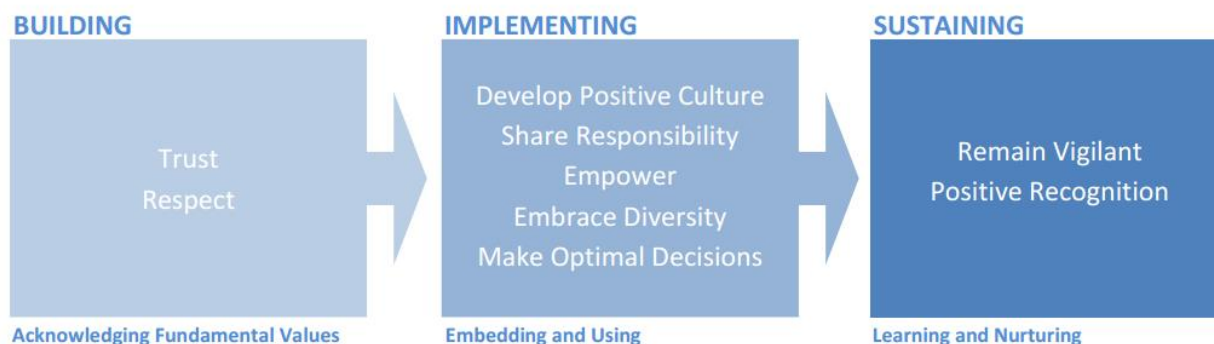 BUILDING
Trust
Respect
Acknowledging Fundamental Values
IMPLEMENTING
Develop Positive Culture
Share Responsibility
Empower
Embrace Diversity
Make Optimal Decisions
Embedding and Using
SUSTAINING
Remain Vigilant
Positive Recognition
Learning and Nurturing